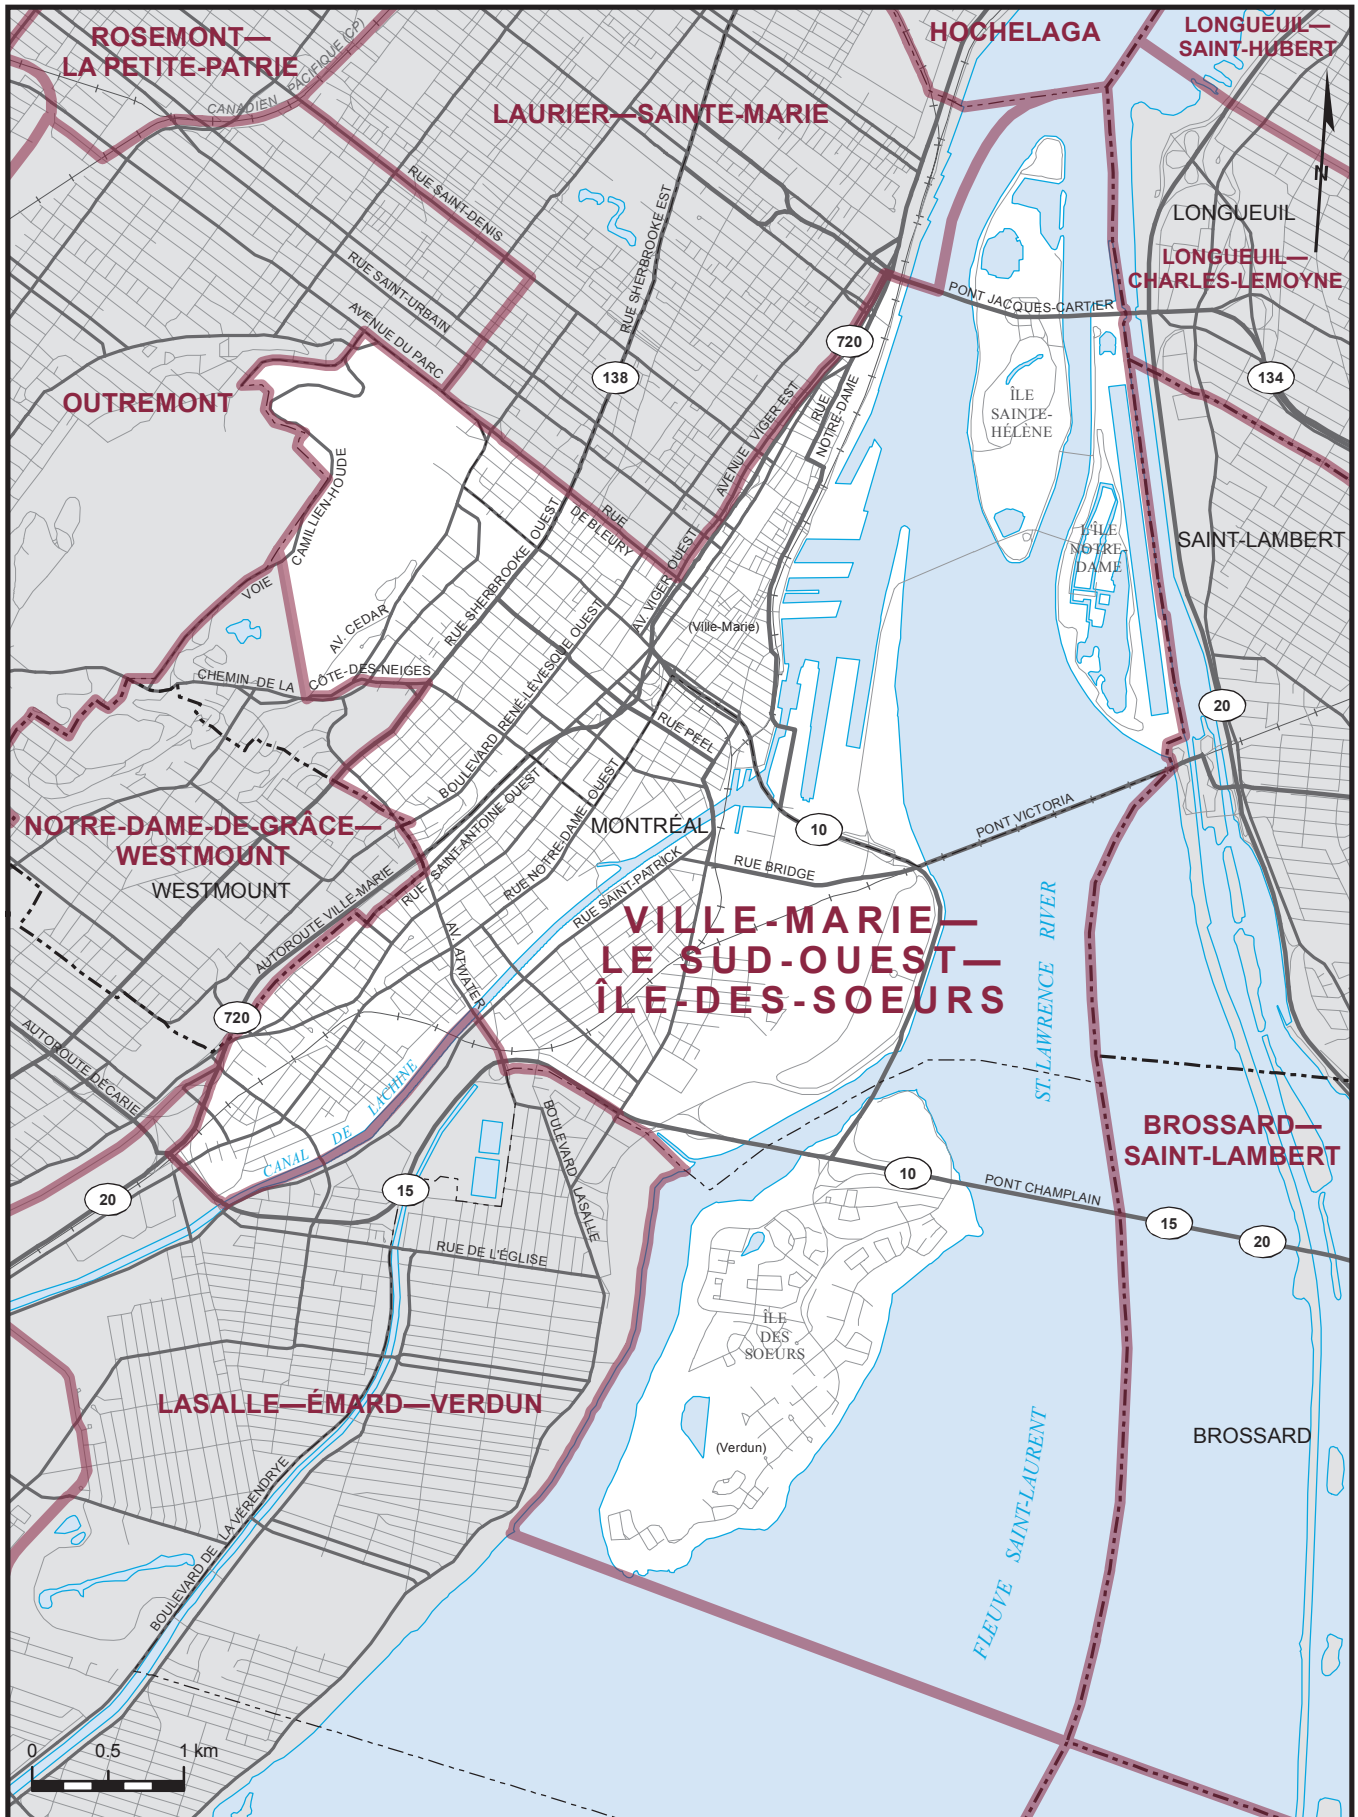 ROSEMONT—
LA PETITE-PATRIE
CANADIEN PACIFIQUE (CP)
HOCHELAGA
LONGUEUIL—
SAINT-HUBERT
LAURIER—SAINTE-MARIE
N
RUE SAINT-DENIS
RUE SHERBROOKE EST
LONGUEUIL
LONGUEUIL—
CHARLES-LEMOYNE
RUE SAINT-URBAIN
AVENUE DU PARC
PONT JACQUES-CARTIER
720
138
134
OUTREMONT
AVENUE VIGER EST
RUE
NOTRE-DAME
ÎLE
SAINTE-
HÉLÈNE
VOIE
CAMILLIEN-HOUDE
RUE SHERBROOKE OUEST
RUE
DE BLEURY
AV. VIGER OUEST
L'ÎLE
NOTRE-
DAME
SAINT-LAMBERT
AV. CEDAR
(Ville-Marie)
CHEMIN DE LA
CÔTE-DES-NEIGES
BOULEVARD RENÉ-LÉVESQUE OUEST
RUE PEEL
20
RUE SAINT-ANTOINE OUEST
RUE NOTRE-DAME OUEST
NOTRE-DAME-DE-GRÂCE—
WESTMOUNT
WESTMOUNT
MONTRÉAL
10
PONT VICTORIA
RUE BRIDGE
RUE SAINT-PATRICK
AUTOROUTE VILLE-MARIE
AV. ATWATER
VILLE-MARIE—
LE SUD-OUEST—
ÎLE-DES-SOEURS
ST. LAWRENCE RIVER
720
AUTOROUTE DÉCARIE
CANAL DE LACHINE
BOULEVARD LASALLE
BROSSARD—
SAINT-LAMBERT
20
15
10
PONT CHAMPLAIN
15
20
RUE DE L'ÉGLISE
ÎLE
DES
SOEURS
LASALLE—ÉMARD—VERDUN
(Verdun)
BROSSARD
BOULEVARD DE LA VÉRENDRYE
FLEUVE SAINT-LAURENT
0 0.5 1 km